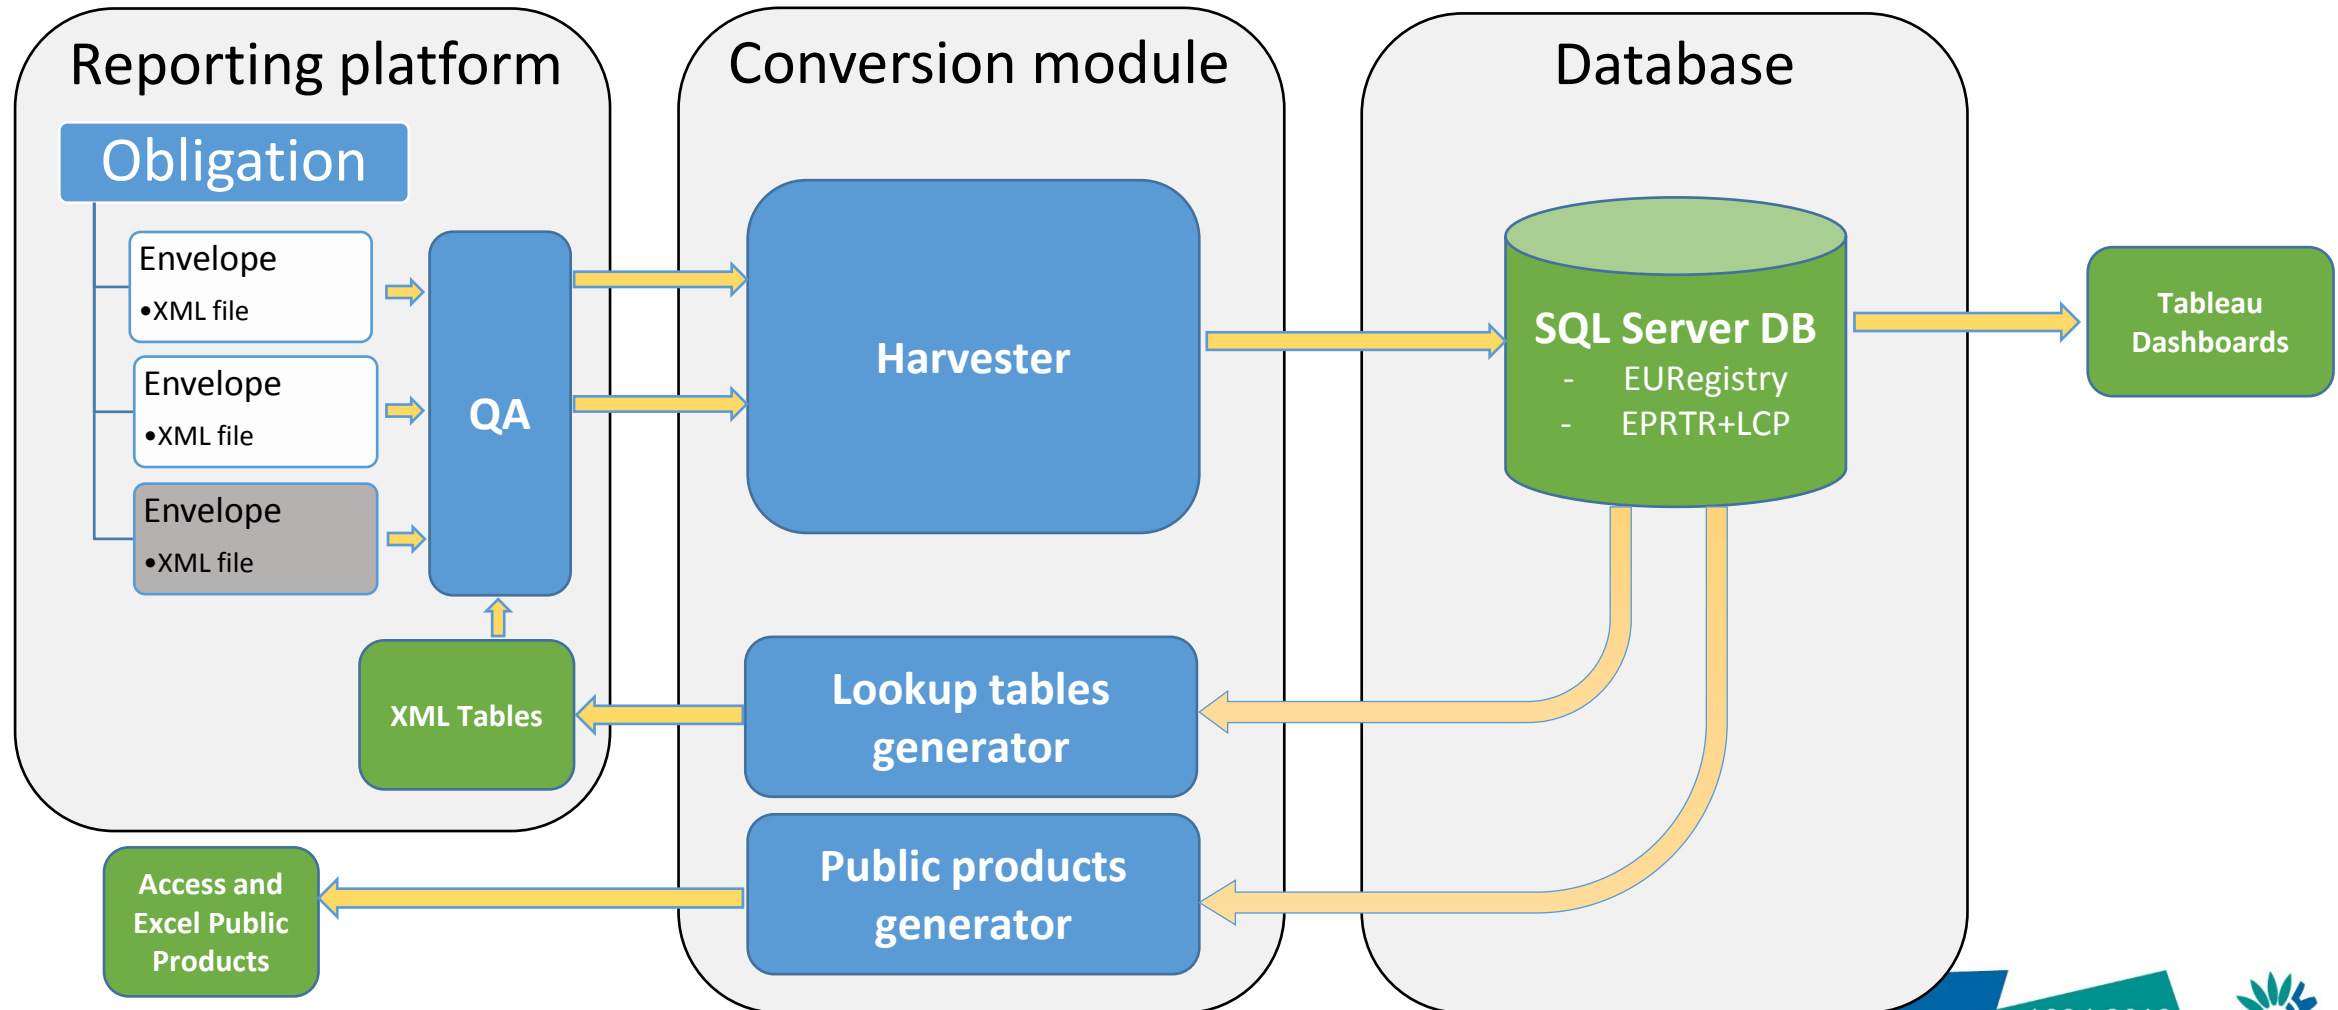 Reporting platform
Conversion module
Database
Obligation
Envelope
•XML file
Envelope
•XML file
Envelope
•XML file
QA
XML Tables
Harvester
Lookup tables
generator
Public products
generator
SQL Server DB
- EURegistry
- EPRTR+LCP
Tableau
Dashboards
Access and
Excel Public
Products